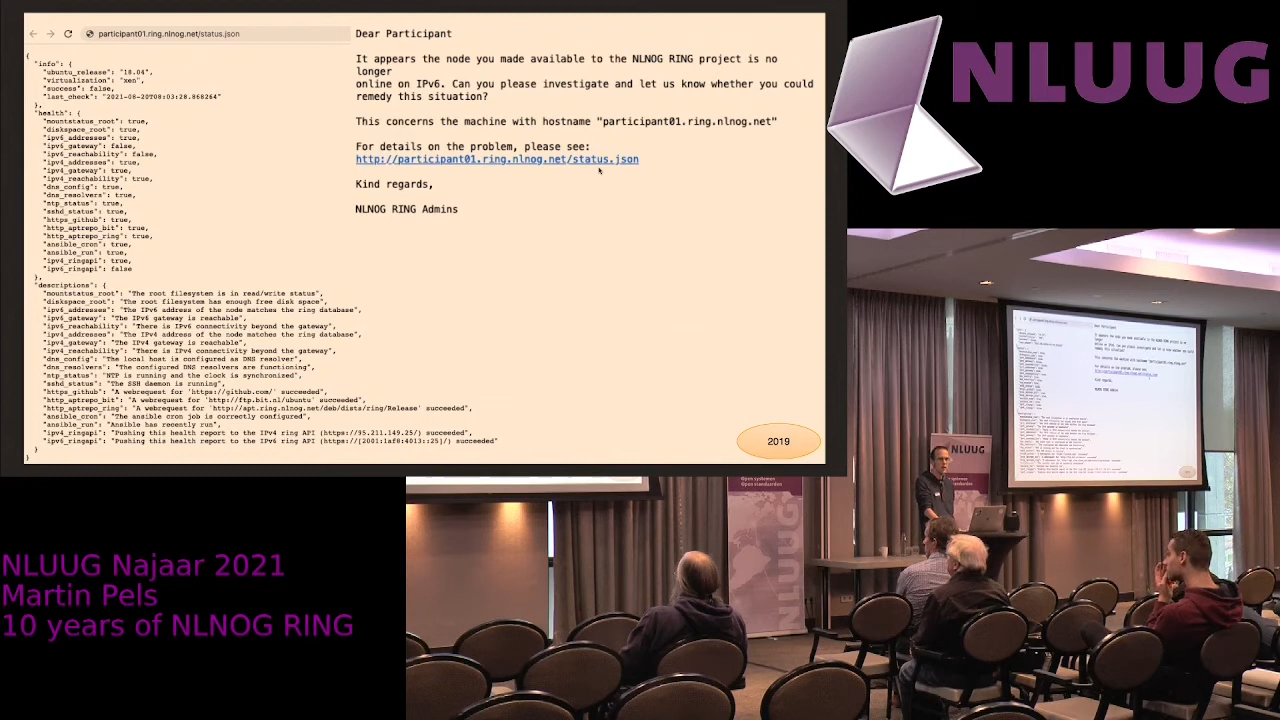 participant01.ring.nlnog.net/status.json
{
"info": {
"ubuntu_release": "18.04",
"virtualization": "xen",
"success": false,
"last_check": "2021-08-20T08:03:28.868264"
},
"health": {
"mountstatus_root": true,
"diskspace_root": true,
"ipv6_addresses": true,
"ipv6_gateway": false,
"ipv6_reachability": false,
"ipv4_addresses": true,
"ipv4_gateway": true,
"ipv4_reachability": true,
"dns_config": true,
"dns_resolvers": true,
"ntp_status": true,
"sshd_status": true,
"https_github": true,
"http_aptrepo_bit": true,
"http_aptrepo_ring": true,
"ansible_cron": true,
"ansible_run": true,
"ipv4_ringapi": true,
"ipv6_ringapi": false
},
"descriptions": {
"mountstatus_root": "The root filesystem is in read/write status",
"diskspace_root": "The root filesystem has enough free disk space",
"ipv6_addresses": "The IPv6 address of the node matches the ring database",
"ipv6_gateway": "The IPv6 gateway is reachable",
"ipv6_reachability": "There is IPv6 connectivity beyond the gateway",
"ipv4_addresses": "The IPv4 address of the node matches the ring database",
"ipv4_gateway": "The IPv4 gateway is reachable",
"ipv4_reachability": "There is IPv4 connectivity beyond the gateway",
"dns_config": "The local host is configured as DNS resolver",
"dns_resolvers": "The configured DNS resolvers are functioning",
"ntp_status": "NTP is running and the clock is synchronized",
"sshd_status": "The SSH daemon is running",
"https_github": "A webrequest for 'https://github.com/' succeeded",
"http_aptrepo_bit": "A webrequest for 'http://ftp.bit.nl/ubuntu' succeeded",
"http_aptrepo_ring": "A webrequest for 'http://apt.ring.nlnog.net/deb/dists/ring/Release' succeeded",
"ansible_cron": "The ansible cron job is correctly configured",
"ansible_run": "Ansible has recently run",
"ipv4_ringapi": "Pushing this health report to the IPv4 ring API
"ipv6_ringapi": "Pushing this health report to the IPv6 ring API succeeded"
}
}
Dear Participant
It appears the node you made available to the NLNOG RING project is no
longer
online on IPv6. Can you please investigate and let us know whether you could
remedy this situation?
This concerns the machine with hostname "participant01.ring.nlnog.net"
For details on the problem, please see:
http://participant01.ring.nlnog.net/status.json
Kind regards,
NLNOG RING Admins
NLUUG
NLUUG
Open systemen
Open standaarden
NLUUG
NLUUG Najaar 2021
Martin Pels
10 years of NLNOG RING